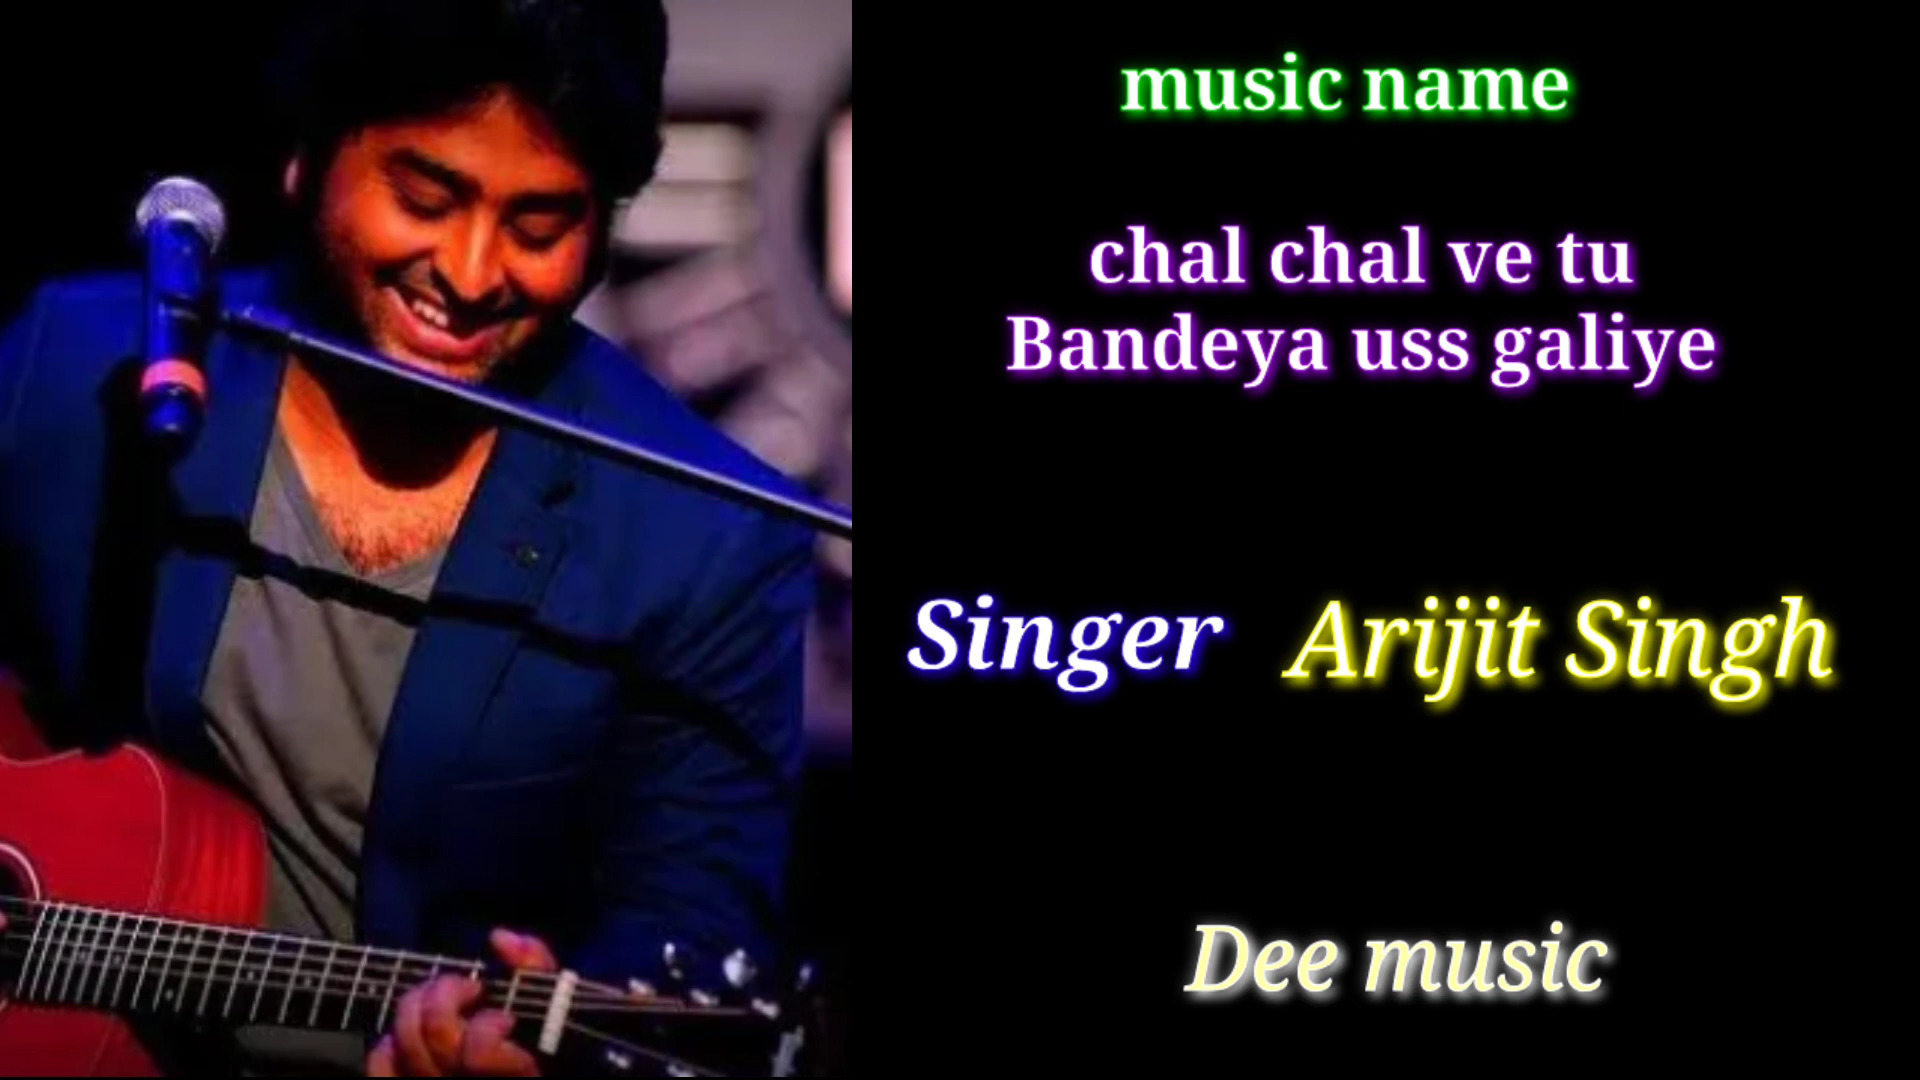 music name
chal chal ve tu
Bandeya uss galiye
Singer Arijit Singh
Dee music